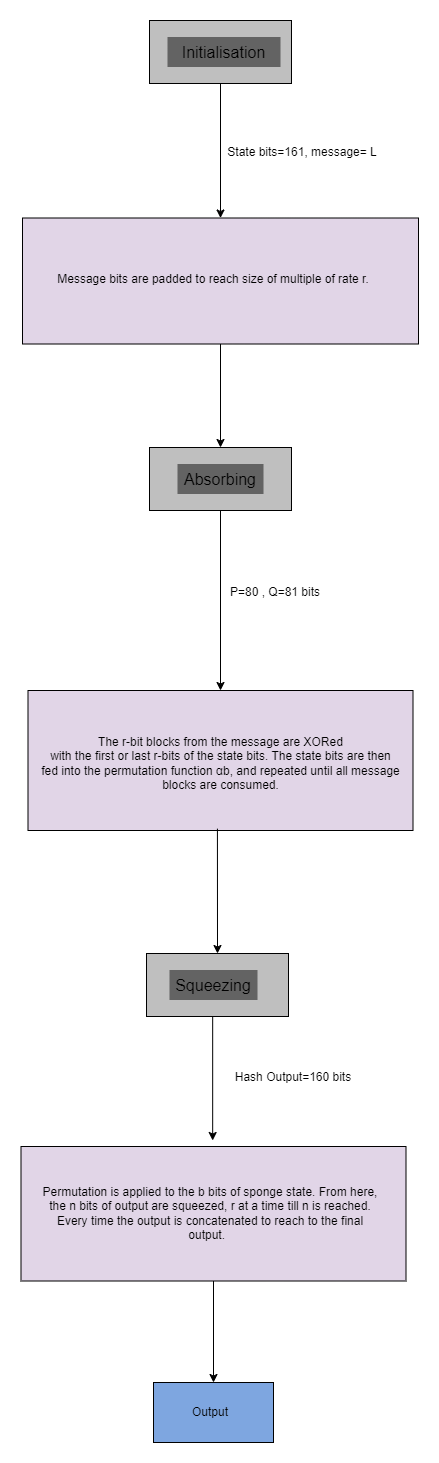 Initialisation
State bits=161, message= L
Message bits are padded to reach size of multiple of rate r.
Absorbing
P=80 , Q=81 bits
The r-bit blocks from the message are XORed
with the first or last r-bits of the state bits. The state bits are then
fed into the permutation function αb, and repeated until all message
blocks are consumed.
Squeezing
Hash Output=160 bits
Permutation is applied to the b bits of sponge state. From here,
the n bits of output are squeezed, r at a time till n is reached.
Every time the output is concatenated to reach to the final
output.
Output